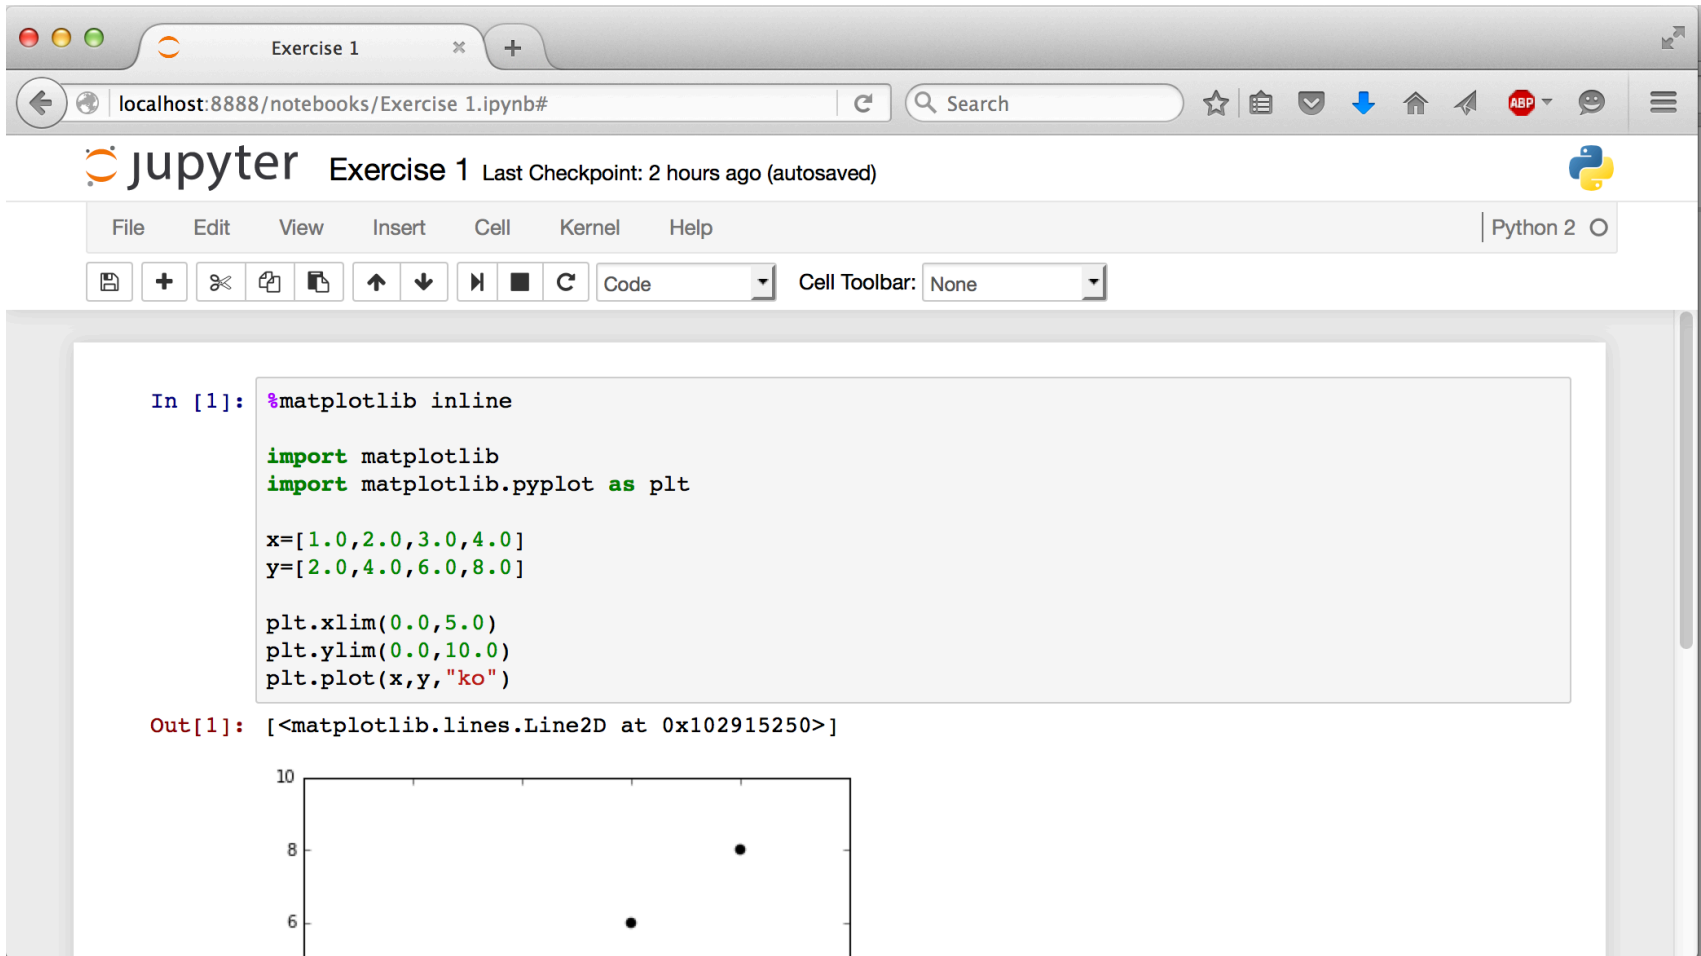 Exercise 1
localhost:8888/notebooks/Exercise 1.ipynb#
Search
ABP
jupyter Exercise 1 Last Checkpoint: 2 hours ago (autosaved)
File Edit View Insert Cell Kernel Help Python 2
Code Cell Toolbar: None
In [1]: %matplotlib inline
import matplotlib
import matplotlib.pyplot as plt
x=[1.0,2.0,3.0,4.0]
y=[2.0,4.0,6.0,8.0]
plt.xlim(0.0,5.0)
plt.ylim(0.0,10.0)
plt.plot(x,y,"ko")
Out[1]: [<matplotlib.lines.Line2D at 0x102915250>]
10
8
6